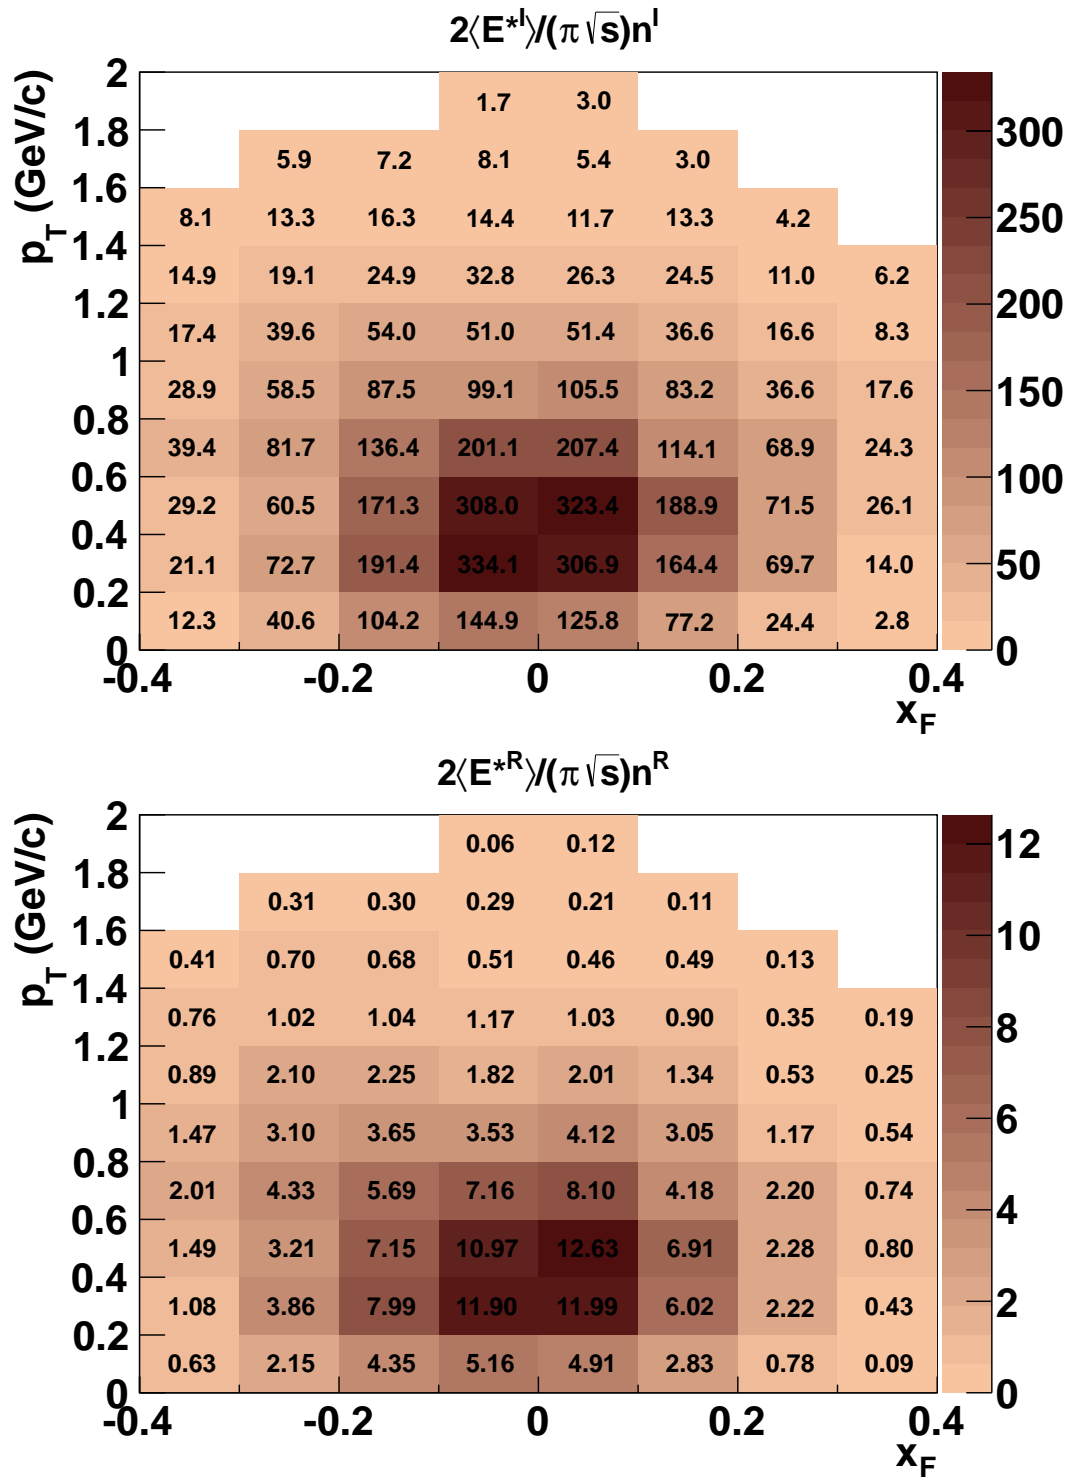 2⟨E*I⟩/(π√s)nI
pT (GeV/c)
2
1.7 3.0
1.8
5.9 7.2 8.1 5.4 3.0
1.6
8.1 13.3 16.3 14.4 11.7 13.3 4.2
1.4
14.9 19.1 24.9 32.8 26.3 24.5 11.0 6.2
1.2
17.4 39.6 54.0 51.0 51.4 36.6 16.6 8.3
1
28.9 58.5 87.5 99.1 105.5 83.2 36.6 17.6
0.8
39.4 81.7 136.4 201.1 207.4 114.1 68.9 24.3
0.6
29.2 60.5 171.3 308.0 323.4 188.9 71.5 26.1
0.4
21.1 72.7 191.4 334.1 306.9 164.4 69.7 14.0
0.2
12.3 40.6 104.2 144.9 125.8 77.2 24.4 2.8
0
-0.4 -0.2 0 0.2 0.4
xF
300
250
200
150
100
50
0
2⟨E*R⟩/(π√s)nR
pT (GeV/c)
2
0.06 0.12
1.8
0.31 0.30 0.29 0.21 0.11
1.6
0.41 0.70 0.68 0.51 0.46 0.49 0.13
1.4
0.76 1.02 1.04 1.17 1.03 0.90 0.35 0.19
1.2
0.89 2.10 2.25 1.82 2.01 1.34 0.53 0.25
1
1.47 3.10 3.65 3.53 4.12 3.05 1.17 0.54
0.8
2.01 4.33 5.69 7.16 8.10 4.18 2.20 0.74
0.6
1.49 3.21 7.15 10.97 12.63 6.91 2.28 0.80
0.4
1.08 3.86 7.99 11.90 11.99 6.02 2.22 0.43
0.2
0.63 2.15 4.35 5.16 4.91 2.83 0.78 0.09
0
-0.4 -0.2 0 0.2 0.4
xF
12
10
8
6
4
2
0